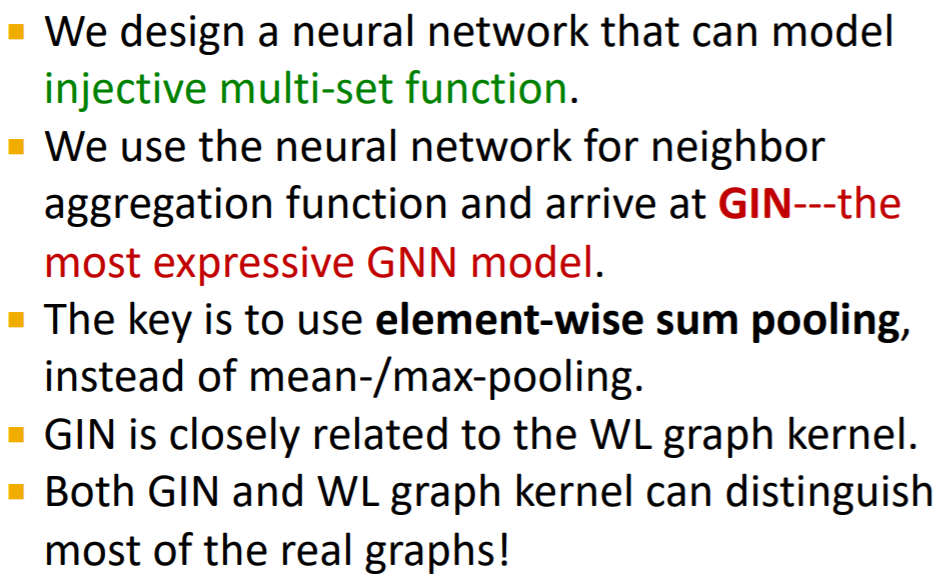 ▪ We design a neural network that can model
injective multi-set function.
▪ We use the neural network for neighbor
aggregation function and arrive at GIN---the
most expressive GNN model.
▪ The key is to use element-wise sum pooling,
instead of mean-/max-pooling.
▪ GIN is closely related to the WL graph kernel.
▪ Both GIN and WL graph kernel can distinguish
most of the real graphs!